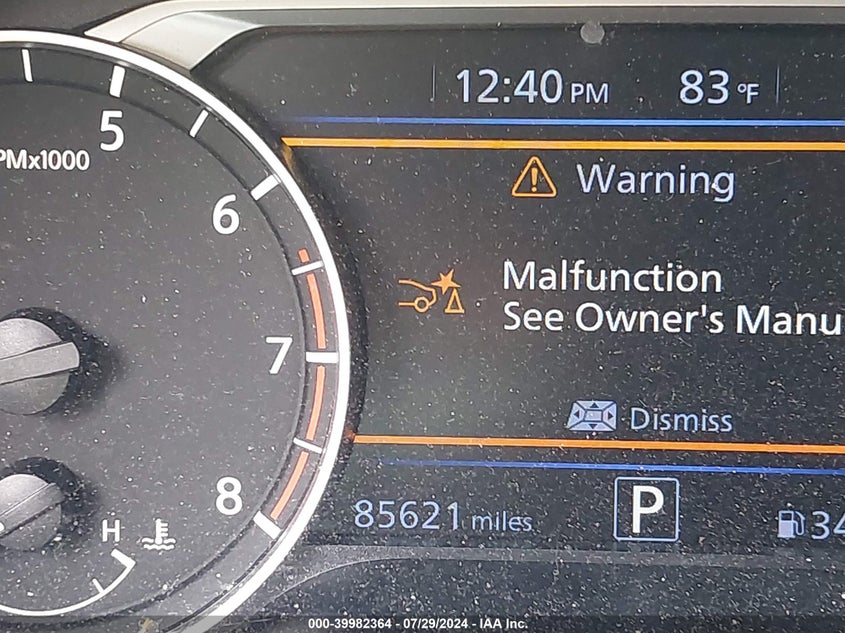 12:40 PM 83 °F
5
PMx1000
Warning
6
Malfunction
See Owner's Manu
7
Dismiss
8
85621 miles P 34
H
000-39982364 - 07/29/2024 - IAA Inc.